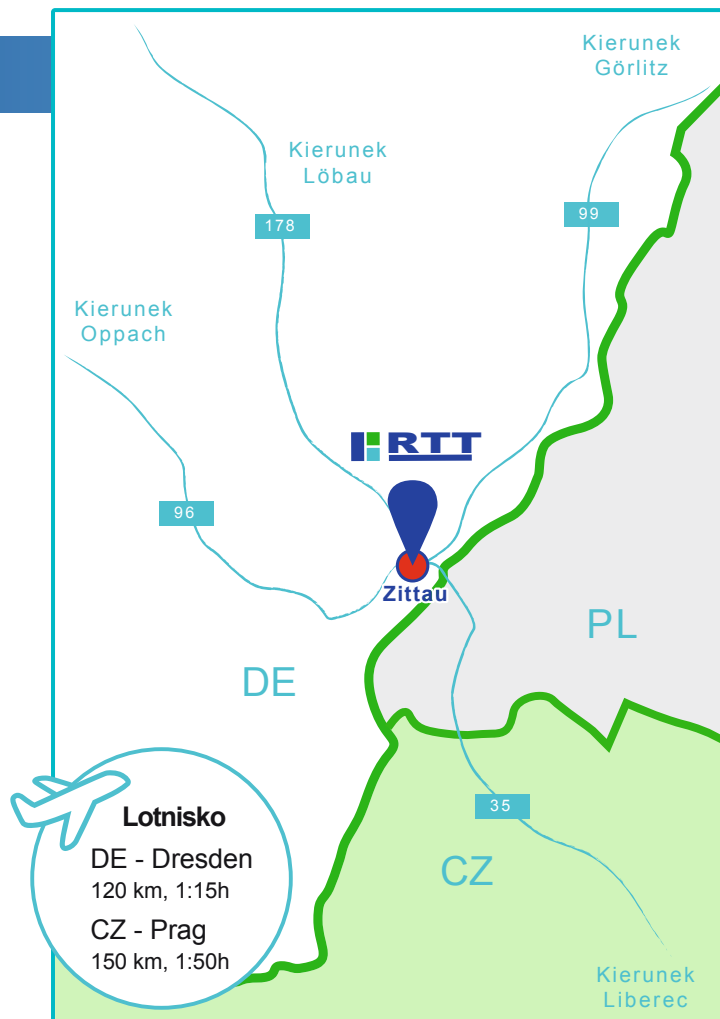 Kierunek
Görlitz
Kierunek
Löbau
178
99
Kierunek
Oppach
RTT
96
Zittau
PL
DE
35
CZ
Lotnisko
DE - Dresden
120 km, 1:15h
CZ - Prag
150 km, 1:50h
Kierunek
Liberec